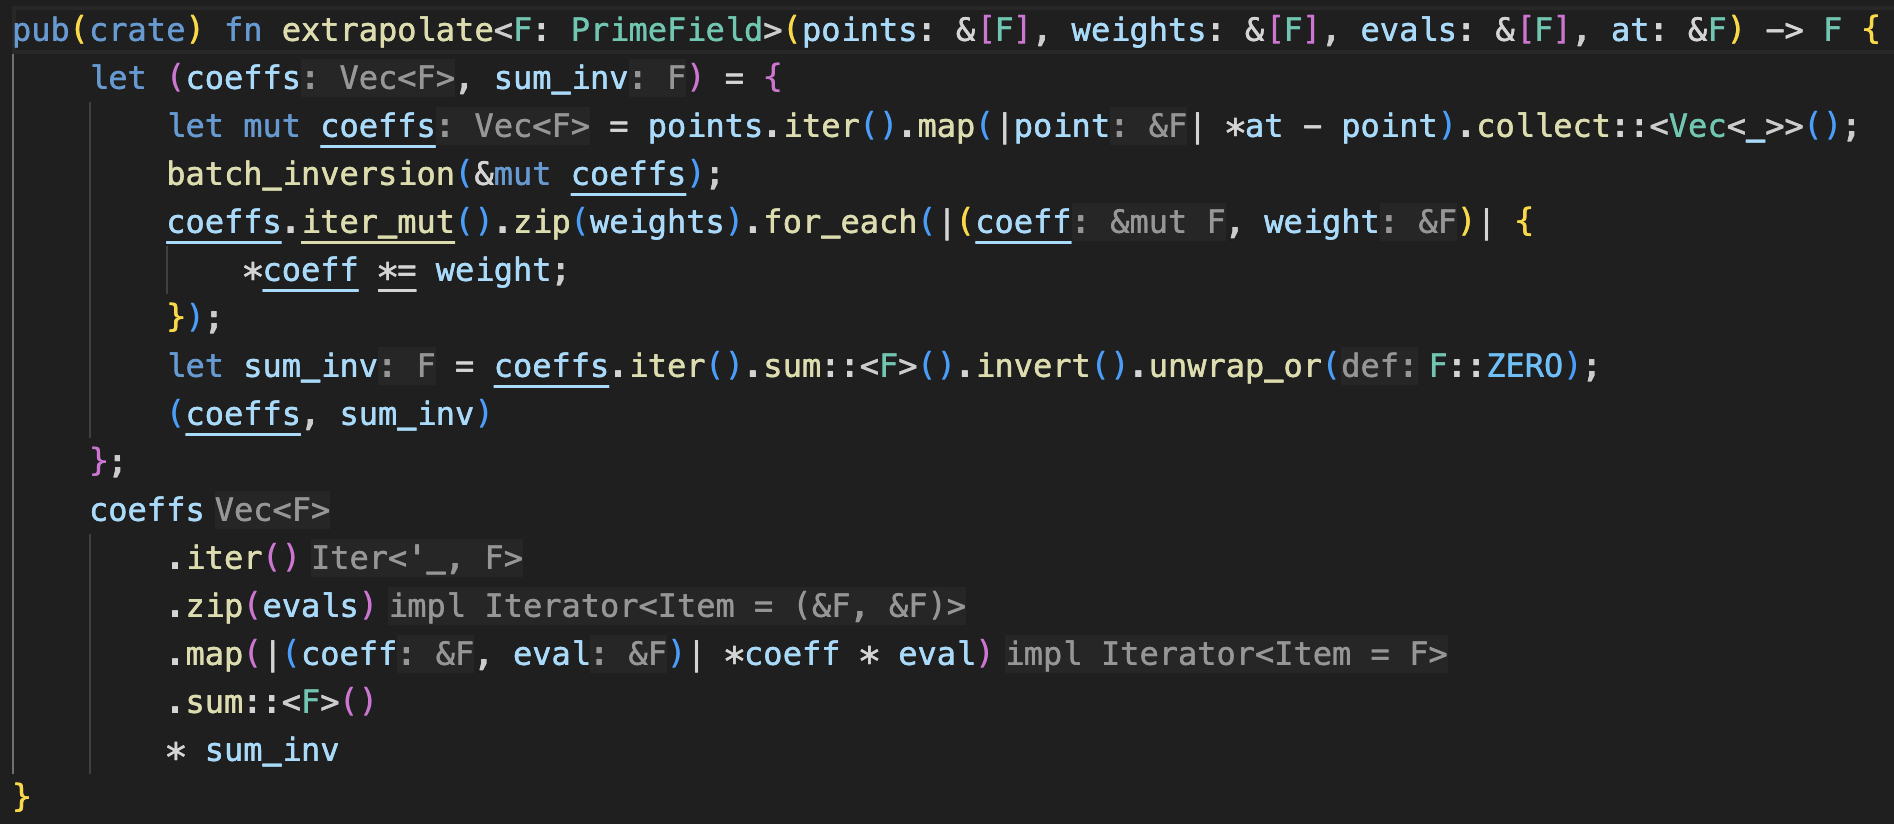 pub(crate) fn extrapolate<F: PrimeField>(points: &[F], weights: &[F], evals: &[F], at: &F) -> F {
    let (coeffs: Vec<F>, sum_inv: F) = {
        let mut coeffs: Vec<F> = points.iter().map(|point: &F| *at - point).collect::<Vec<_>>();
        batch_inversion(&mut coeffs);
        coeffs.iter_mut().zip(weights).for_each(|(coeff: &mut F, weight: &F)| {
            *coeff *= weight;
        });
        let sum_inv: F = coeffs.iter().sum::<F>().invert().unwrap_or(def: F::ZERO);
        (coeffs, sum_inv)
    };
    coeffs Vec<F>
        .iter() Iter<'_, F>
        .zip(evals) impl Iterator<Item = (&F, &F)>
        .map(|(coeff: &F, eval: &F)| *coeff * eval) impl Iterator<Item = F>
        .sum::<F>()
        * sum_inv
}